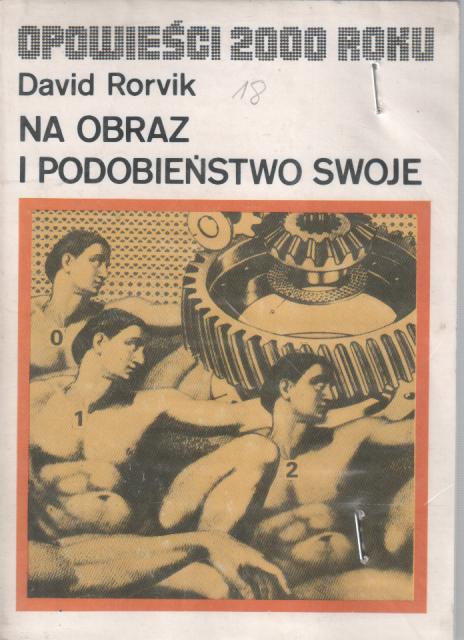 OPOWIEŚCI 2000 ROKU
David Rorvik
18
NA OBRAZ
I PODOBIEŃSTWO SWOJE
0
1
2